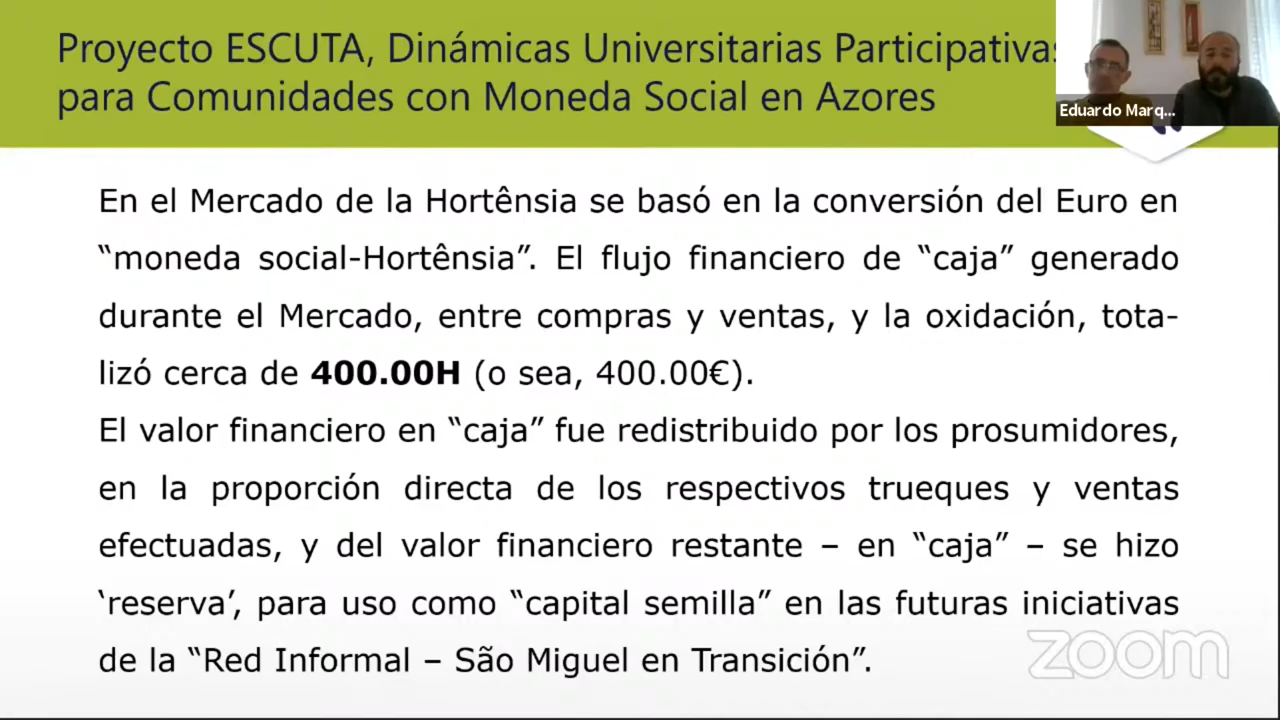 Proyecto ESCUTA, Dinámicas Universitarias Participativas
para Comunidades con Moneda Social en Azores
Eduardo Marq...
En el Mercado de la Hortênsia se basó en la conversión del Euro en
“moneda social-Hortênsia”. El flujo financiero de “caja” generado
durante el Mercado, entre compras y ventas, y la oxidación, tota-
lizó cerca de 400.00H (o sea, 400.00€).
El valor financiero en “caja” fue redistribuido por los prosumidores,
en la proporción directa de los respectivos trueques y ventas
efectuadas, y del valor financiero restante – en “caja” – se hizo
‘reserva’, para uso como “capital semilla” en las futuras iniciativas
de la “Red Informal – São Miguel en Transición”.
zoom